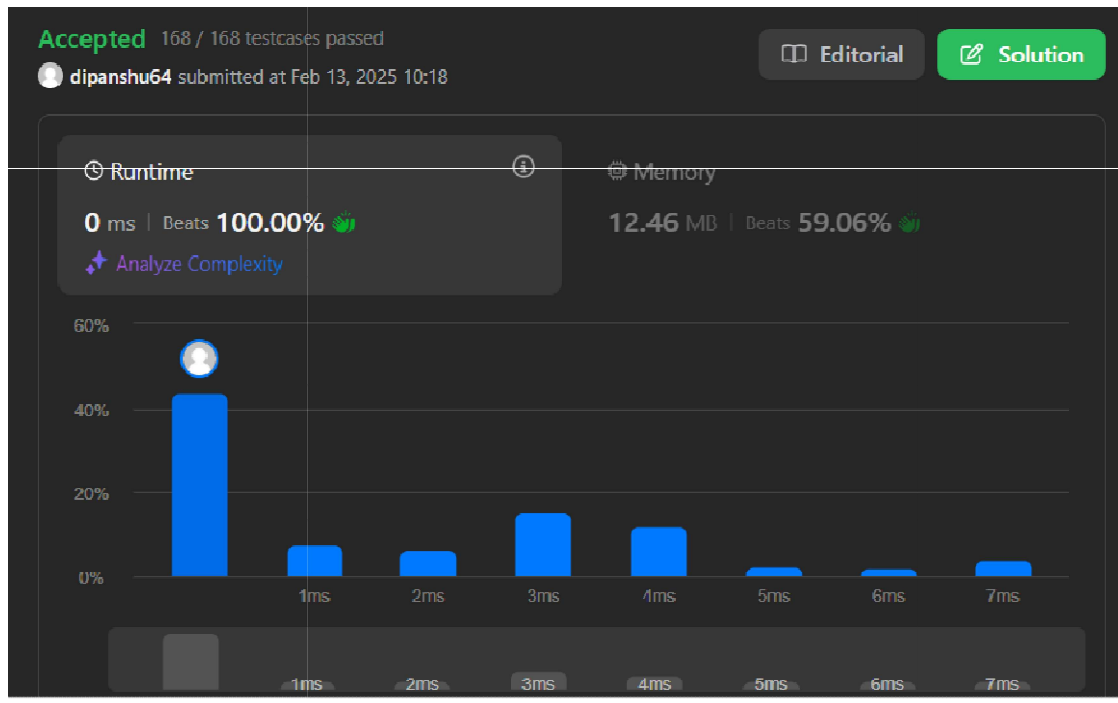 Accepted 168 / 168 testcases passed
dipanshu64 submitted at Feb 13, 2025 10:18
Editorial
Solution
Runtime
0 ms | Beats 100.00%
Analyze Complexity
Memory
12.46 MB | Beats 59.06%
60%
40%
20%
0%
1ms 2ms 3ms 4ms 5ms 6ms 7ms
1ms 2ms 3ms 4ms 5ms 6ms 7ms